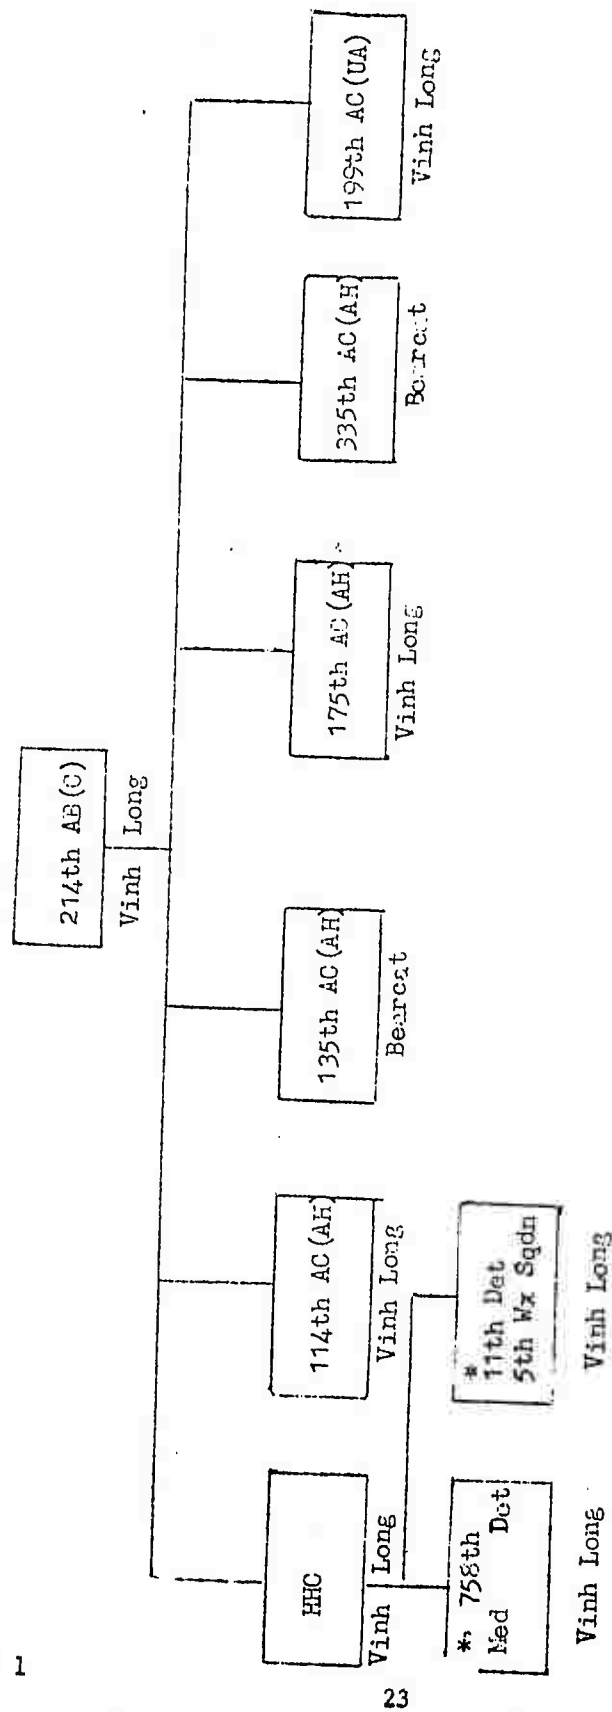 214th AB(C)
Vinh Long
HHC
Vinh Long
114th AC(AH)
Vinh Long
135th AC(AH)
Bearcat
175th AC(AH)
Vinh Long
335th AC(AH)
Bearcat
199th AC(UA)
Vinh Long
*, 758th
Med Det
Vinh Long
*
11th Det
5th Wx Sqdn
Vinh Long
1
23